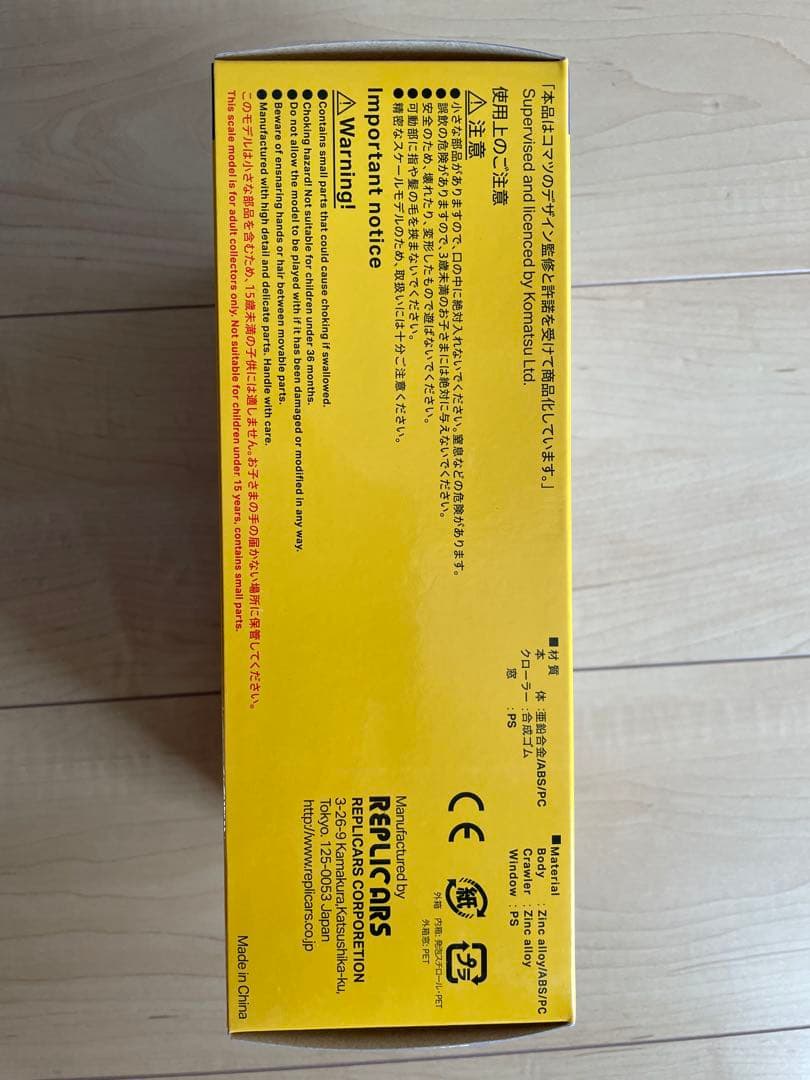 「本品はコマツのデザイン監修と許諾を受けて商品化しています。」
Supervised and licenced by Komatsu Ltd.
使用上のご注意
⚠注意
●小さな部品がありますので、口の中に絶対入れないでください。窒息などの危険があります。
●誤飲の危険がありますので、3歳未満のお子さまには絶対に与えないでください。
●安全のため、壊れたり、変形したもので遊ばないでください。
●可動部に指や髪の毛を挟まないでください。
●精密なスケールモデルのため、取扱いには十分ご注意ください。
Important notice
⚠Warning!
●Contains small parts that could cause choking if swallowed.
●Choking hazard! Not suitable for children under 36 months.
●Do not allow the model to be played with if it has been damaged or modified in any way.
●Beware of ensnaring hands or hair between movable parts.
●Manufactured with high detail and delicate parts. Handle with care.
このモデルは小さな部品を含むため、15歳未満の子供には適しません。お子さまの手の届かない場所に保管してください。
This scale model is for adult collectors only. Not suitable for children under 15 years, contains small parts.
■材質
本　体:亜鉛合金/ABS/PC
クローラー:合成ゴム
窓:PS
■Material
Body : Zinc alloy/ABS/PC
Crawler : Zinc alloy
Window : PS
CE
紙
外箱
プラ
内箱:発泡スチロール・PET
外箱窓:PET
Manufactured by
REPLICARS
REPLICARS CORPORETION
3-26-9 Kamakura,Katsushika-ku,
Tokyo, 125-0053 Japan
http://www.replicars.co.jp
Made in China